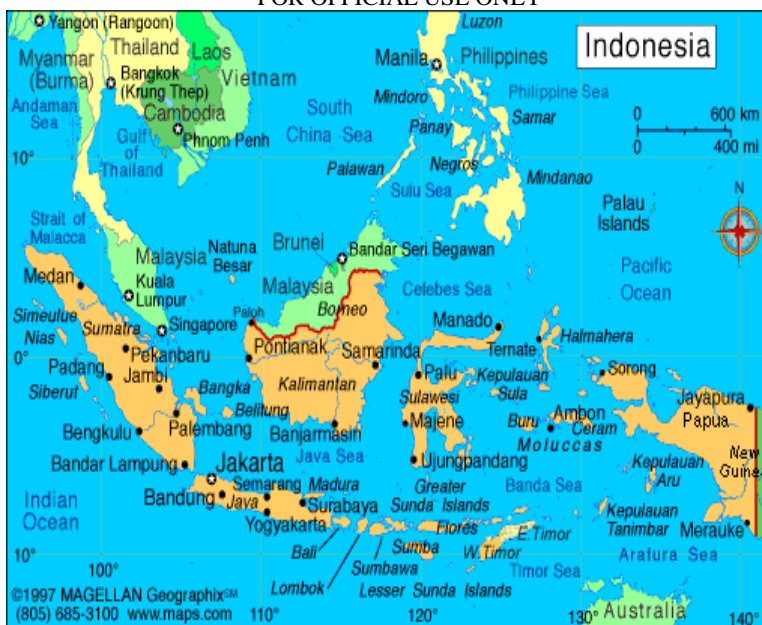 FOR OFFICIAL USE ONLY
Yangon (Rangoon)
Thailand
Laos
Luzon
Myanmar
(Burma)
Bangkok
(Krung Thep)
Vietnam
Manila
Philippines
Indonesia
Andaman
Sea
Cambodia
South
China Sea
Mindoro
Philippine Sea
Gulf
of
Thailand
Phnom Penh
Panay
Samar
0 600 km
0 400 mi
10°
Palawan
Negros
Mindanao
Sulu Sea
Palau
Islands
N
Strait of
Malacca
Malaysia
Natuna
Besar
Brunei
Bandar Seri Begawan
Pacific
Ocean
Medan
Kuala
Lumpur
Malaysia
Celebes Sea
Simeulue
Nias
Sumatra
Singapore
Paloh
Borneo
Manado
Halmahera
Ternate
0°
Pekanbaru
Pontianak
Samarinda
Padang
Jambi
Siberut
Bangka
Kalimantan
Palu
Kepulauan
Sula
Sorong
Sulawesi
Jayapura
Belitung
Papua
Bengkulu
Palembang
Banjarmasin
Majene
Buru
Ambon
Ceram
Moluccas
New
Guinea
Bandar Lampung
Jakarta
Java Sea
Ujungpandang
Kepulauan
Aru
Semarang
Madura
Greater
Sunda Islands
Banda Sea
Indian
Ocean
Bandung
Java
Surabaya
Kepulauan
Tanimbar
Yogyakarta
Flores
E.Timor
Merauke
Bali
Sumba
W.Timor
Arafura Sea
10°
100°
Lombok
Sumbawa
Lesser Sunda Islands
Timor Sea
©1997 MAGELLAN Geographix℠
(805) 685-3100 www.maps.com
110°
120°
130°
Australia
140°